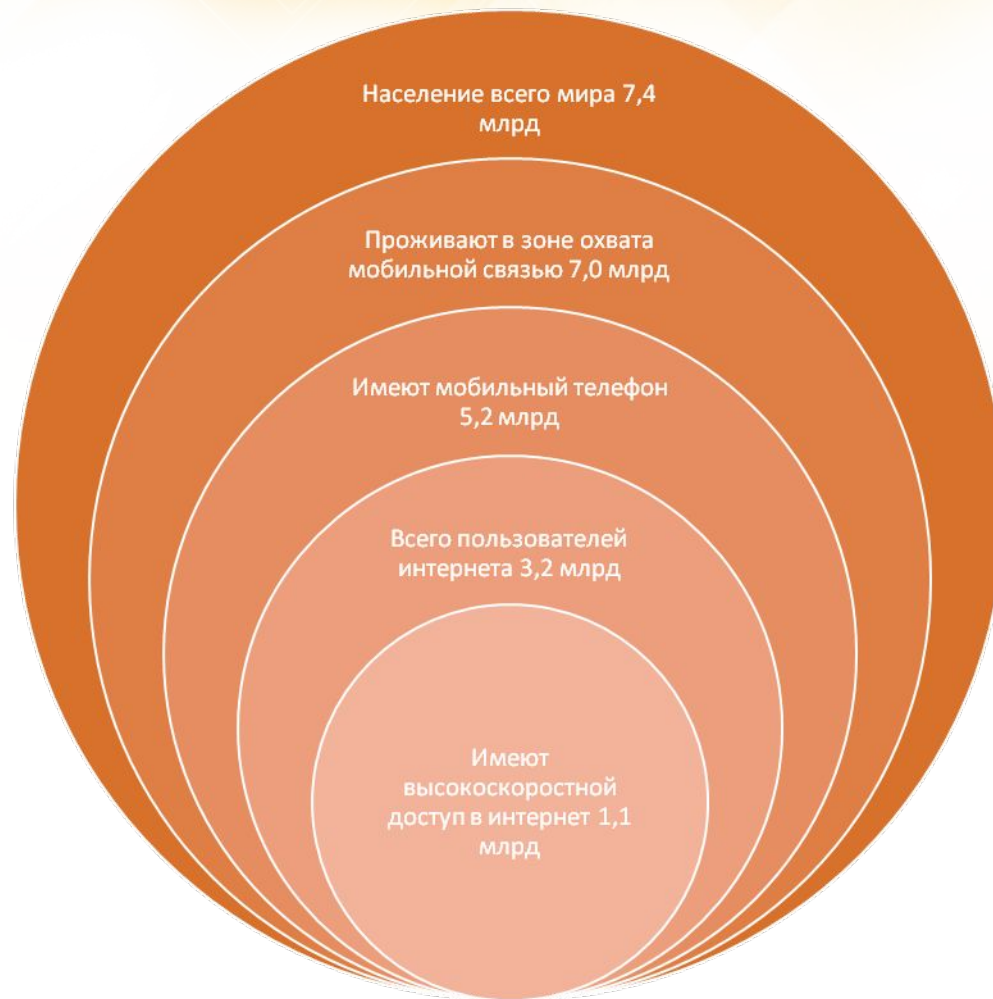 Население всего мира 7,4
млрд
Проживают в зоне охвата
мобильной связью 7,0 млрд
Имеют мобильный телефон
5,2 млрд
Всего пользователей
интернета 3,2 млрд
Имеют
высокоскоростной
доступ в интернет 1,1
млрд